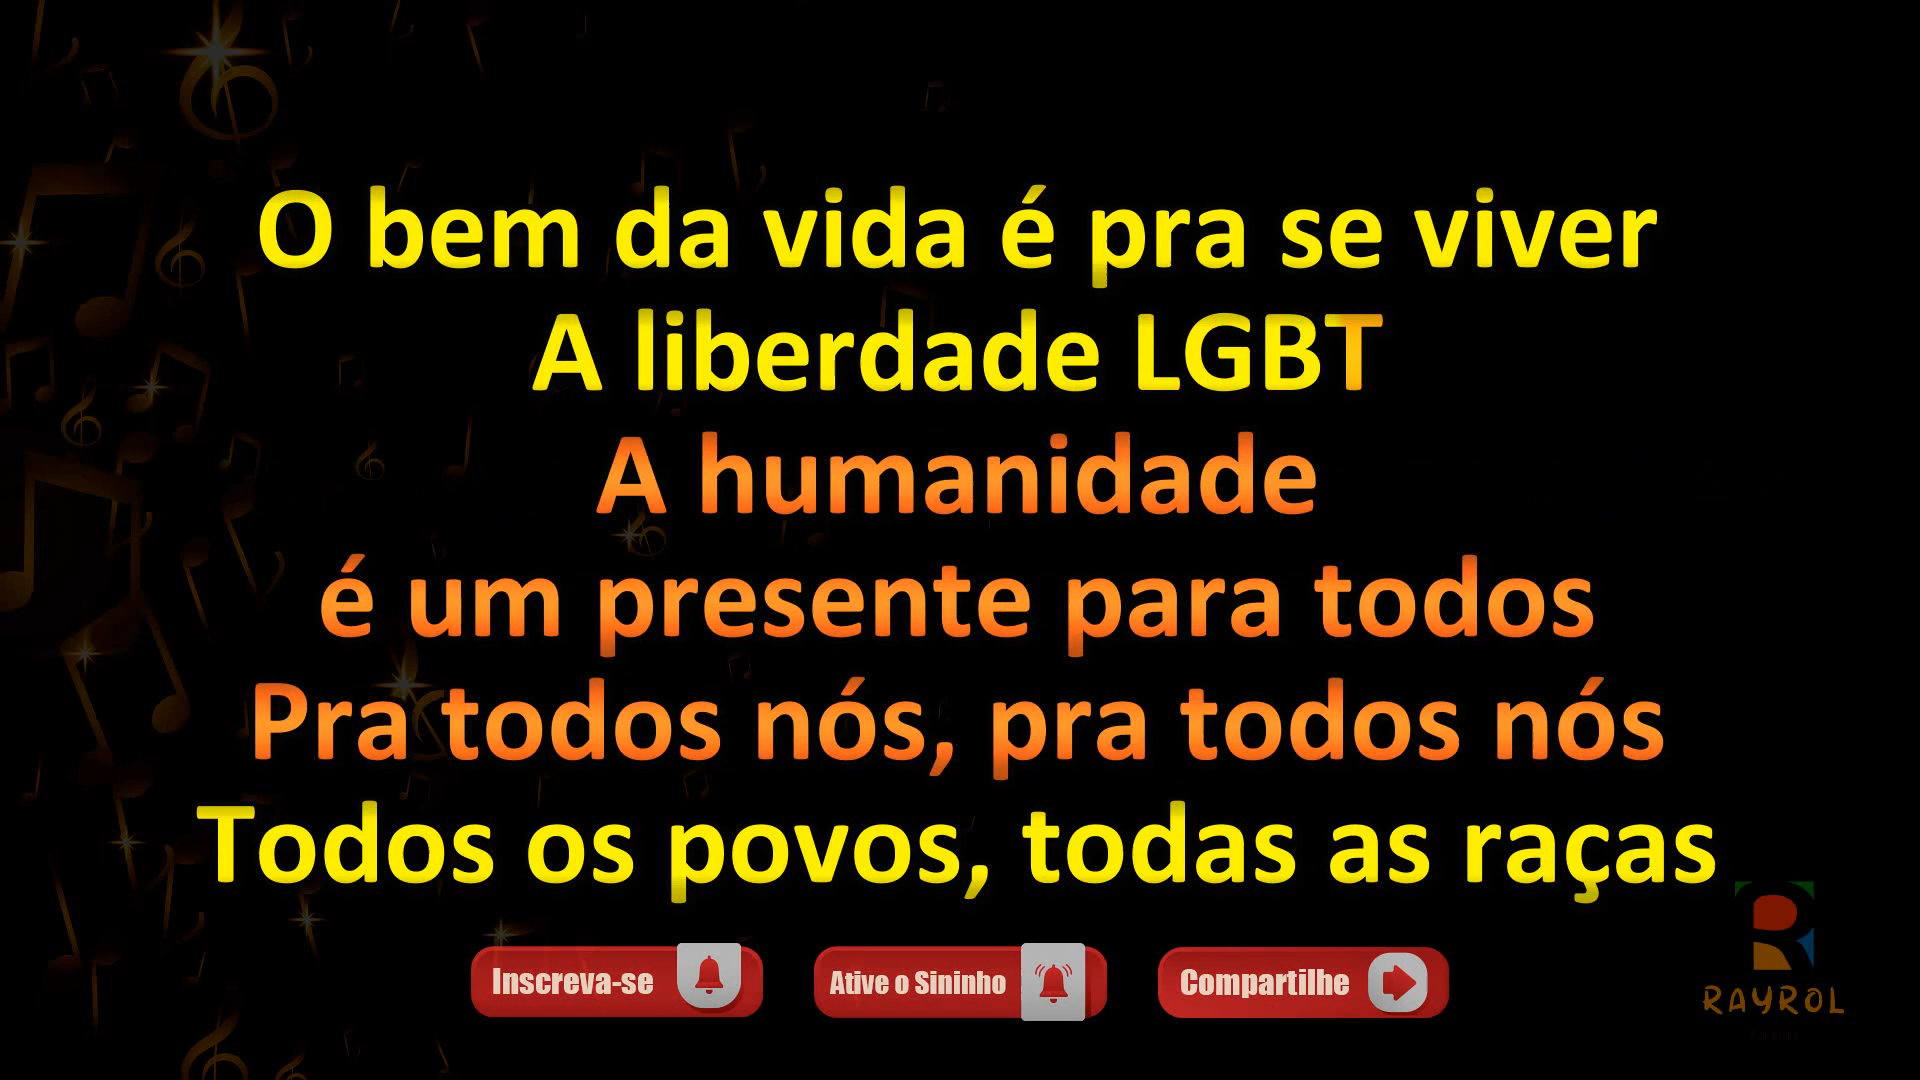 O bem da vida é pra se viver
A liberdade LGBT
A humanidade
é um presente para todos
Pra todos nós, pra todos nós
Todos os povos, todas as raças
Inscreva-se
Ative o Sininho
Compartilhe
RAYROL